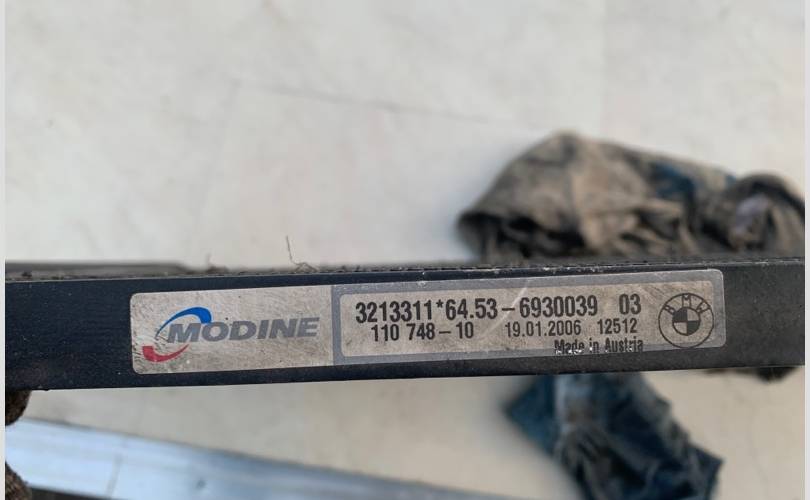 MODINE
3213311*64.53-6930039 03
110 748-10 19.01.2006 12512
Made in Austria
BMW